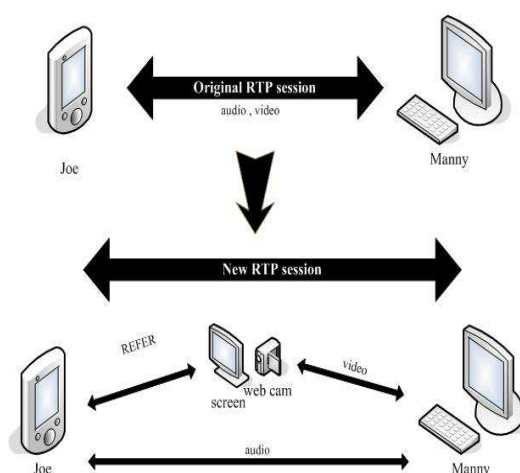 Original RTP session
audio , video
Joe
Manny
New RTP session
REFER
video
screen
web cam
audio
Joe
Manny